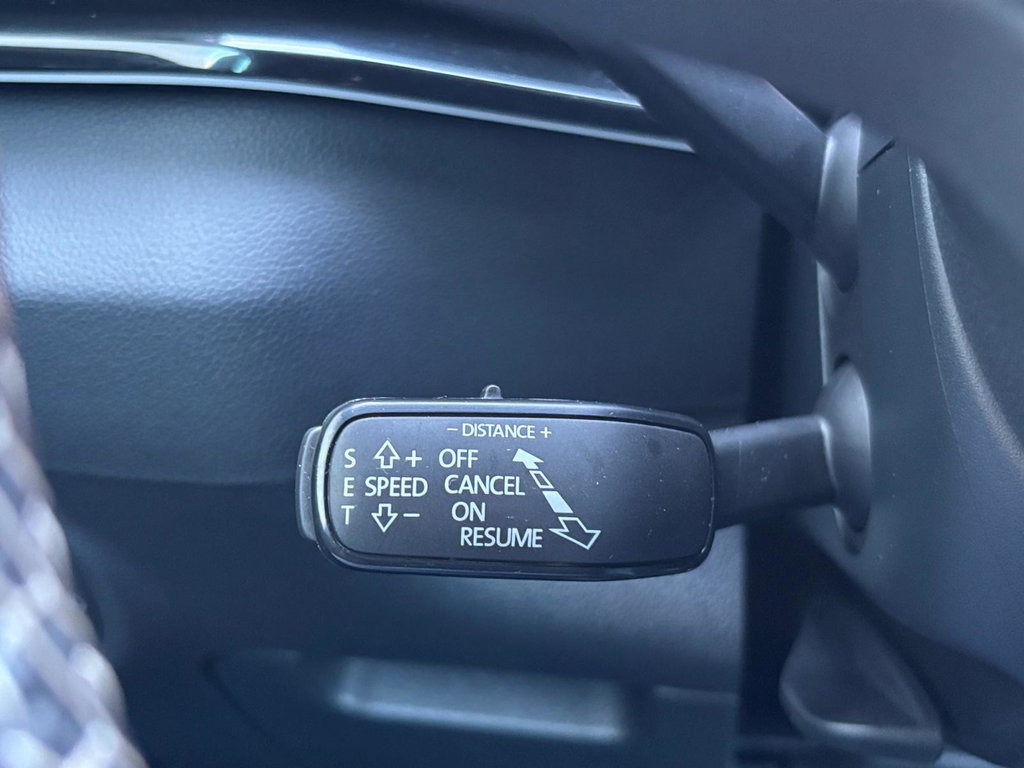 − DISTANCE +
S + OFF
E SPEED CANCEL
T − ON
RESUME